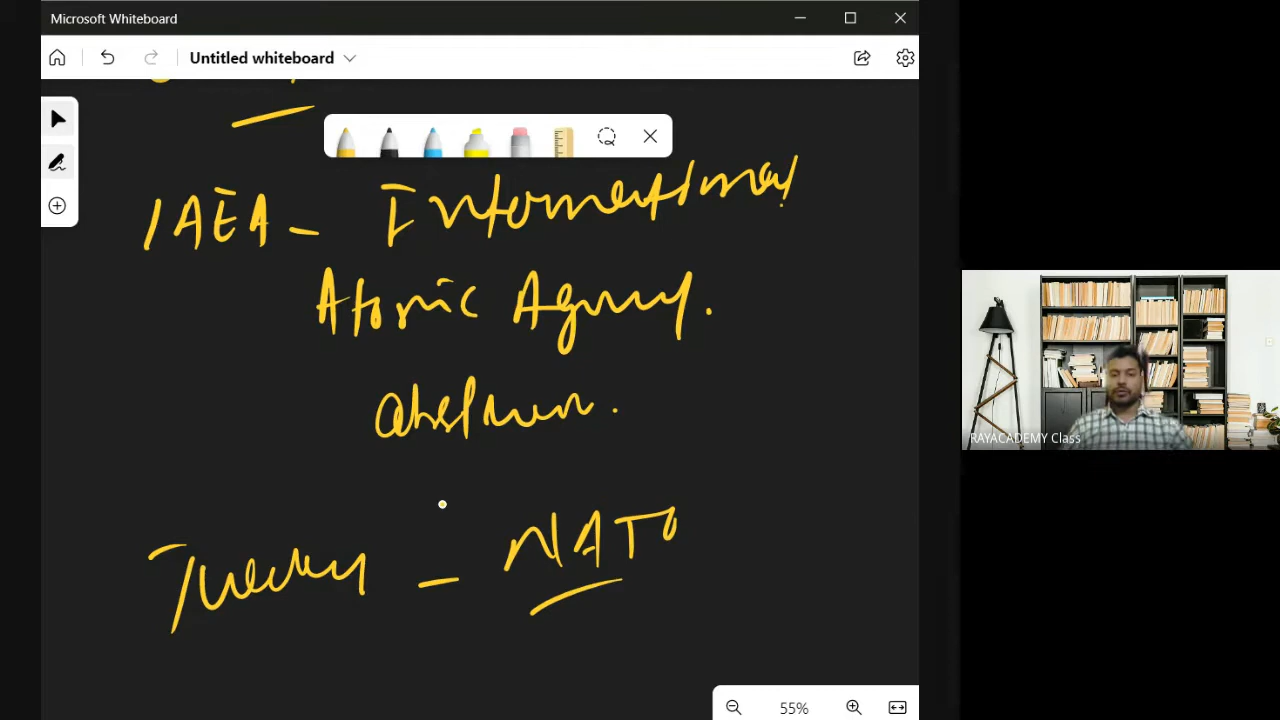 Microsoft Whiteboard
Untitled whiteboard
IAEA - International
Atomic Agency.
Turkey - NATO
RAYACADEMY Class
55%